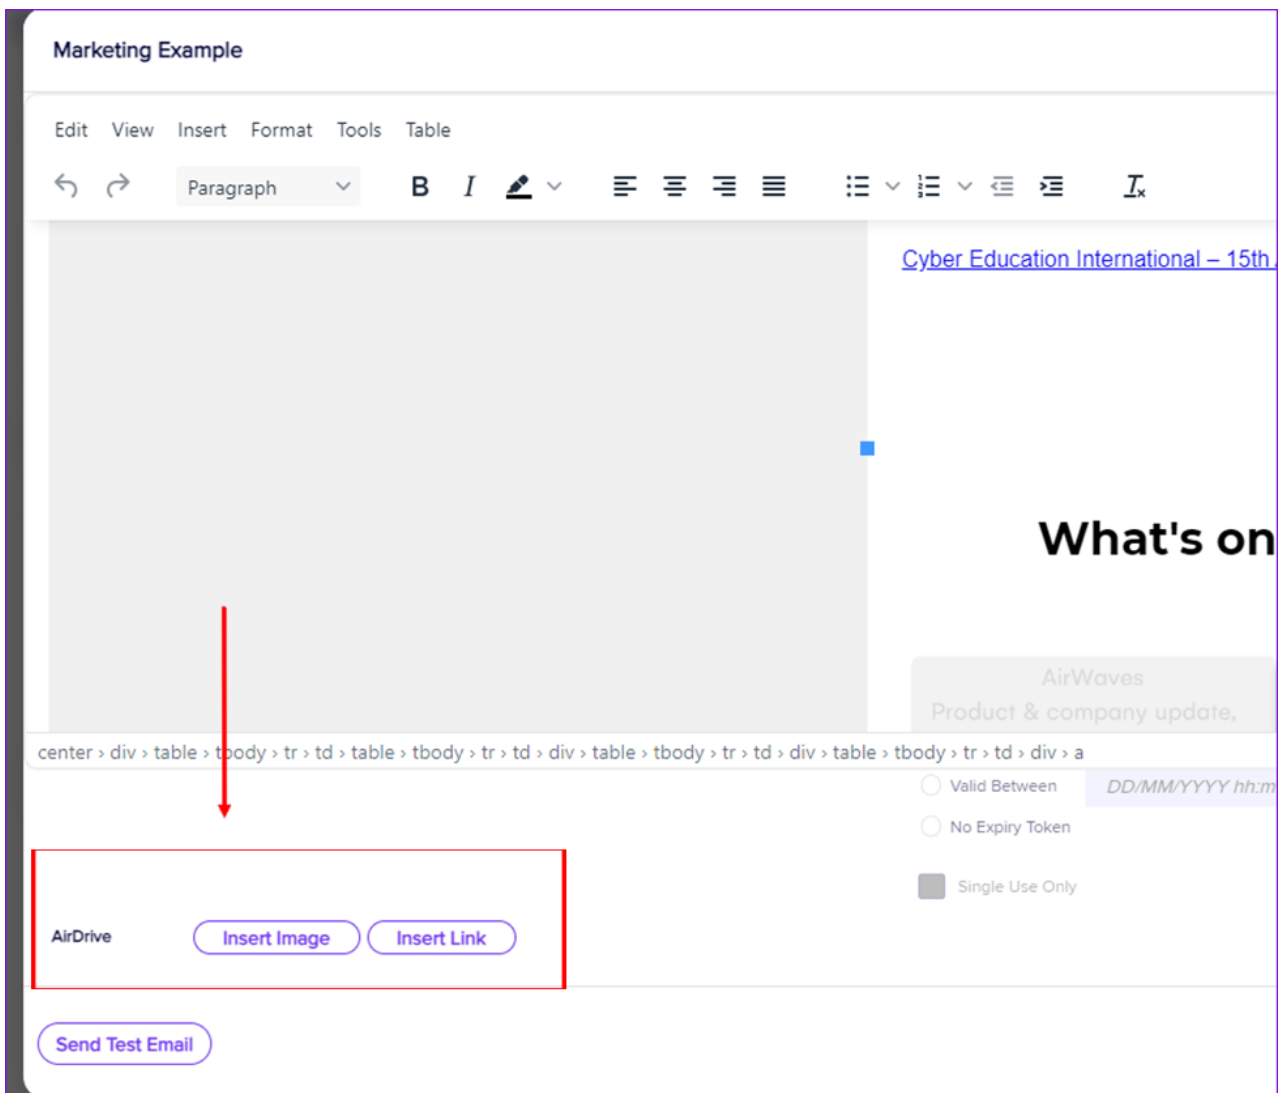 Marketing Example
Edit View Insert Format Tools Table
Paragraph B I
Cyber Education International – 15th
What's on
AirWaves
Product & company update,
center › div › table › tbody › tr › td › table › tbody › tr › td › div › table › tbody › tr › td › div › table › tbody › tr › td › div › a
Valid Between DD/MM/YYYY hh:m
No Expiry Token
Single Use Only
AirDrive Insert Image Insert Link
Send Test Email